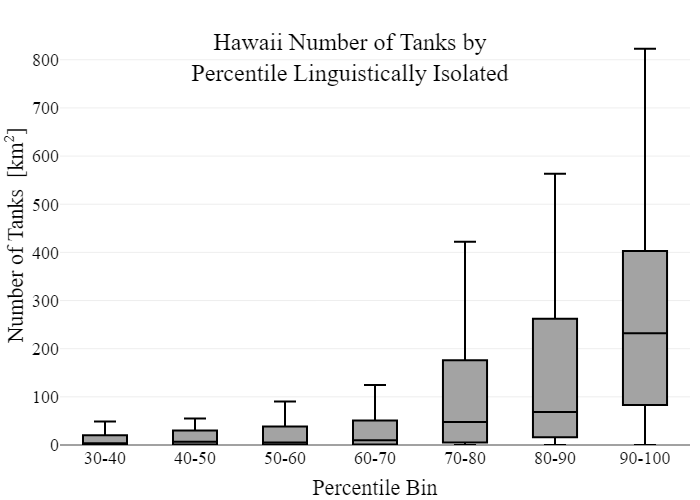 Hawaii Number of Tanks by
Percentile Linguistically Isolated
Number of Tanks [km²]
800
700
600
500
400
300
200
100
0
30-40 40-50 50-60 60-70 70-80 80-90 90-100
Percentile Bin